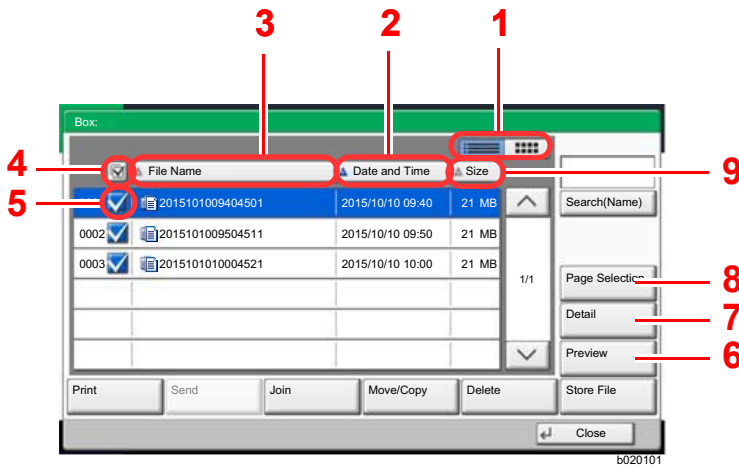 3 2 1
Box:
4 File Name Date and Time Size 9
5 2015101009404501 2015/10/10 09:40 21 MB Search(Name)
0002 2015101009504511 2015/10/10 09:50 21 MB
0003 2015101010004521 2015/10/10 10:00 21 MB
1/1 Page Selection 8
Detail 7
Preview 6
Print Send Join Move/Copy Delete Store File
Close
b020101